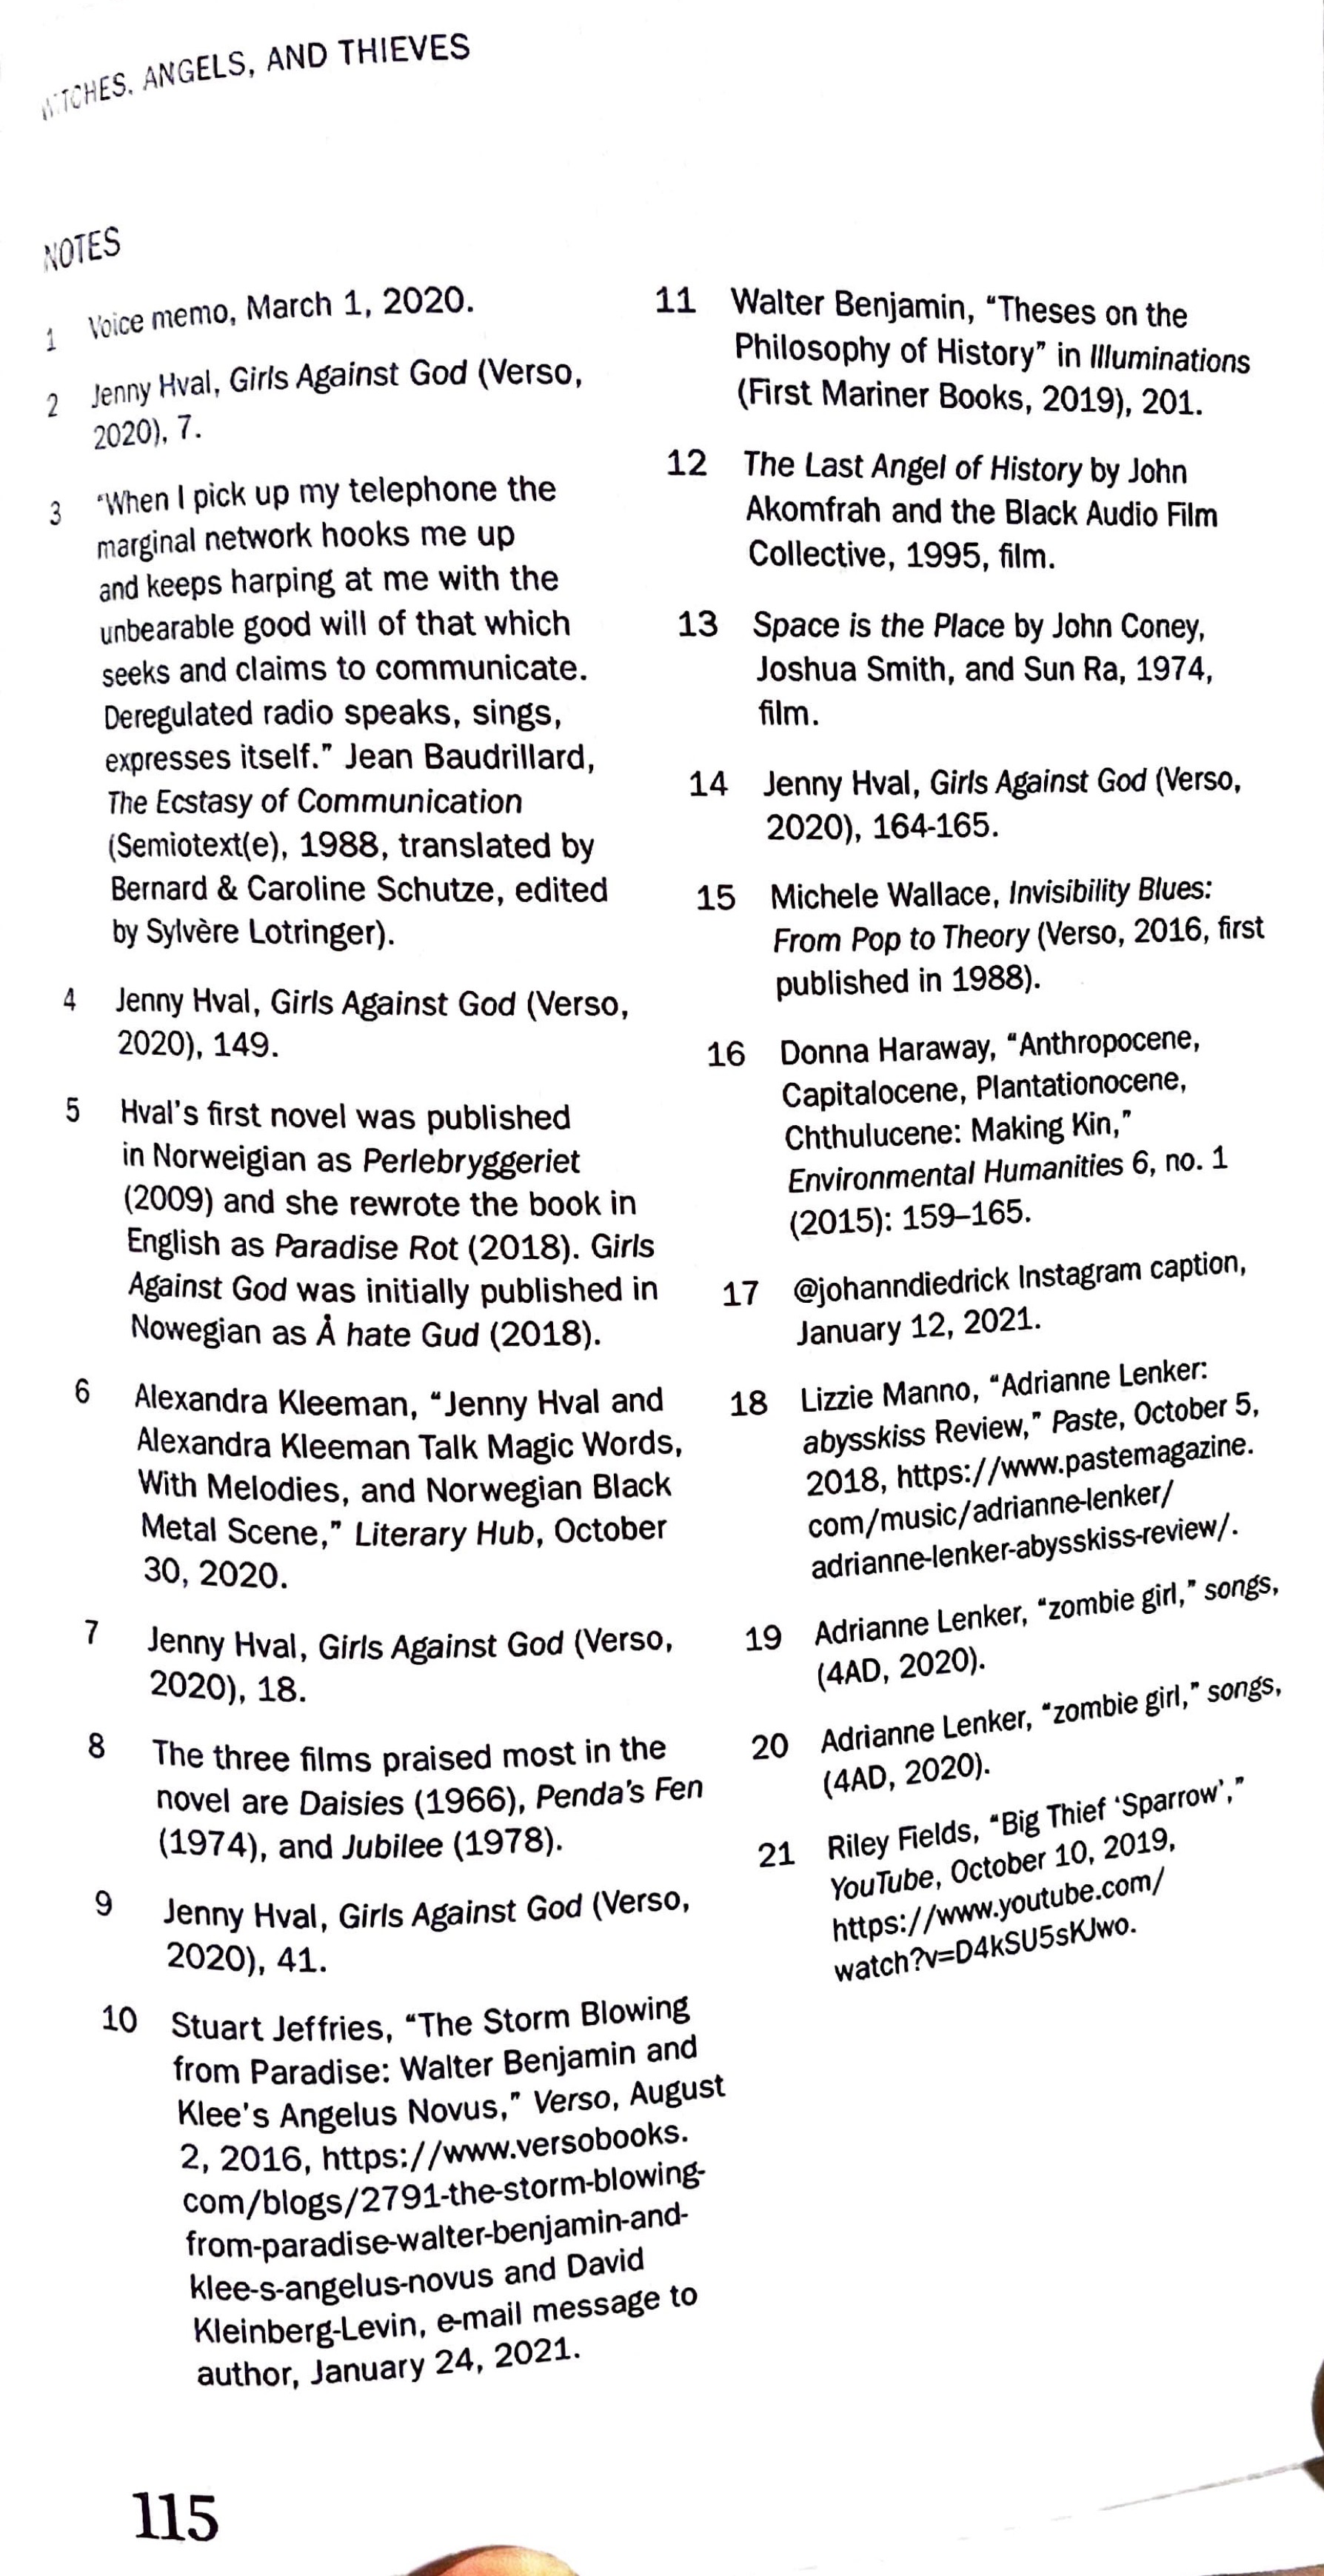 WITCHES, ANGELS, AND THIEVES
NOTES
1 Voice memo, March 1, 2020.
2 Jenny Hval, Girls Against God (Verso,
2020), 7.
3 “When I pick up my telephone the
marginal network hooks me up
and keeps harping at me with the
unbearable good will of that which
seeks and claims to communicate.
Deregulated radio speaks, sings,
expresses itself.” Jean Baudrillard,
The Ecstasy of Communication
(Semiotext(e), 1988, translated by
Bernard & Caroline Schutze, edited
by Sylvère Lotringer).
4 Jenny Hval, Girls Against God (Verso,
2020), 149.
5 Hval's first novel was published
in Norweigian as Perlebryggeriet
(2009) and she rewrote the book in
English as Paradise Rot (2018). Girls
Against God was initially published in
Nowegian as Å hate Gud (2018).
6 Alexandra Kleeman, “Jenny Hval and
Alexandra Kleeman Talk Magic Words,
With Melodies, and Norwegian Black
Metal Scene,” Literary Hub, October
30, 2020.
7 Jenny Hval, Girls Against God (Verso,
2020), 18.
8 The three films praised most in the
novel are Daisies (1966), Penda's Fen
(1974), and Jubilee (1978).
9 Jenny Hval, Girls Against God (Verso,
2020), 41.
10 Stuart Jeffries, “The Storm Blowing
from Paradise: Walter Benjamin and
Klee's Angelus Novus,” Verso, August
2, 2016, https://www.versobooks.
com/blogs/2791-the-storm-blowing-
from-paradise-walter-benjamin-and-
klee-s-angelus-novus and David
Kleinberg-Levin, e-mail message to
author, January 24, 2021.
11 Walter Benjamin, “Theses on the
Philosophy of History” in Illuminations
(First Mariner Books, 2019), 201.
12 The Last Angel of History by John
Akomfrah and the Black Audio Film
Collective, 1995, film.
13 Space is the Place by John Coney,
Joshua Smith, and Sun Ra, 1974,
film.
14 Jenny Hval, Girls Against God (Verso,
2020), 164-165.
15 Michele Wallace, Invisibility Blues:
From Pop to Theory (Verso, 2016, first
published in 1988).
16 Donna Haraway, “Anthropocene,
Capitalocene, Plantationocene,
Chthulucene: Making Kin,”
Environmental Humanities 6, no. 1
(2015): 159–165.
17 @johanndiedrick Instagram caption,
January 12, 2021.
18 Lizzie Manno, “Adrianne Lenker:
abysskiss Review,” Paste, October 5,
2018, https://www.pastemagazine.
com/music/adrianne-lenker/
adrianne-lenker-abysskiss-review/.
19 Adrianne Lenker, “zombie girl,” songs,
(4AD, 2020).
20 Adrianne Lenker, “zombie girl,” songs,
(4AD, 2020).
21 Riley Fields, “Big Thief ‘Sparrow’,”
YouTube, October 10, 2019,
https://www.youtube.com/
watch?v=D4kSU5sKJwo.
115